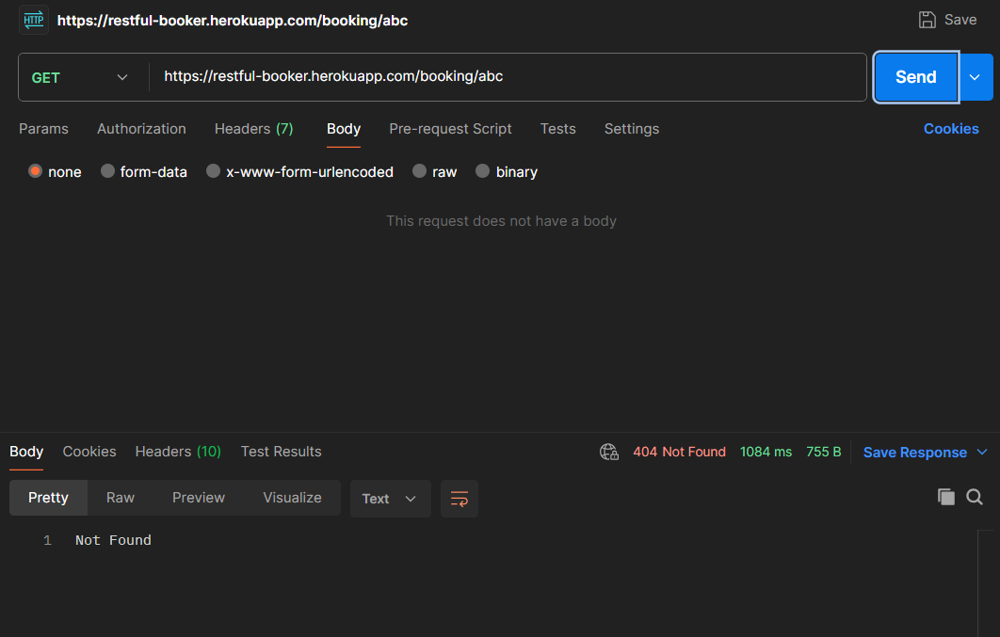 HTTP https://restful-booker.herokuapp.com/booking/abc Save
GET https://restful-booker.herokuapp.com/booking/abc Send
Params Authorization Headers (7) Body Pre-request Script Tests Settings Cookies
none form-data x-www-form-urlencoded raw binary
This request does not have a body
Body Cookies Headers (10) Test Results 404 Not Found 1084 ms 755 B Save Response
Pretty Raw Preview Visualize Text
1 Not Found